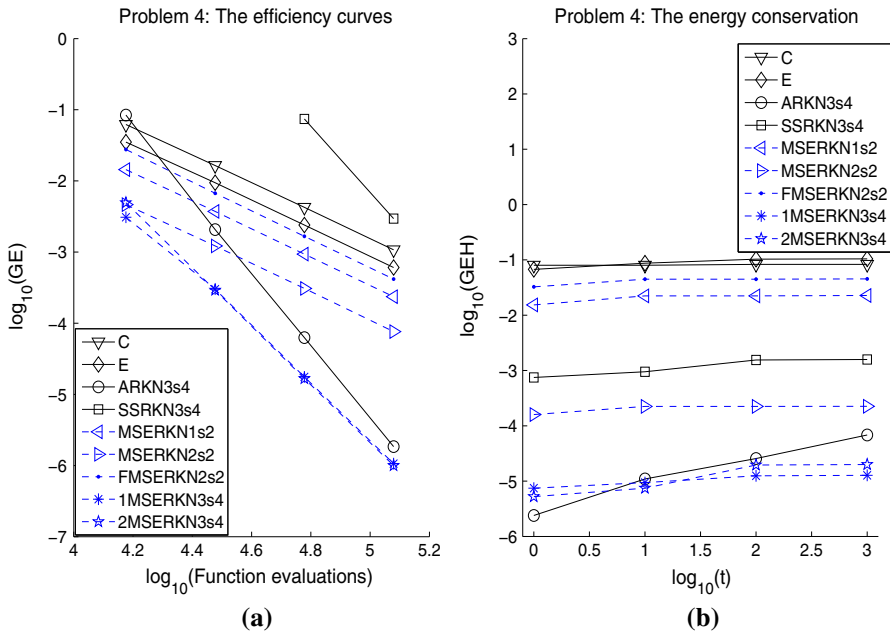 Problem 4: The efficiency curves
0
−1
−2
−3
−4
−5
−6
−7
log10(GE)
C
E
ARKN3s4
SSRKN3s4
MSERKN1s2
MSERKN2s2
FMSERKN2s2
1MSERKN3s4
2MSERKN3s4
4
4.2
4.4
4.6
4.8
5
5.2
log10(Function evaluations)
(a)
Problem 4: The energy conservation
3
2
1
0
−1
−2
−3
−4
−5
−6
log10(GEH)
C
E
ARKN3s4
SSRKN3s4
MSERKN1s2
MSERKN2s2
FMSERKN2s2
1MSERKN3s4
2MSERKN3s4
0
0.5
1
1.5
2
2.5
3
log10(t)
(b)